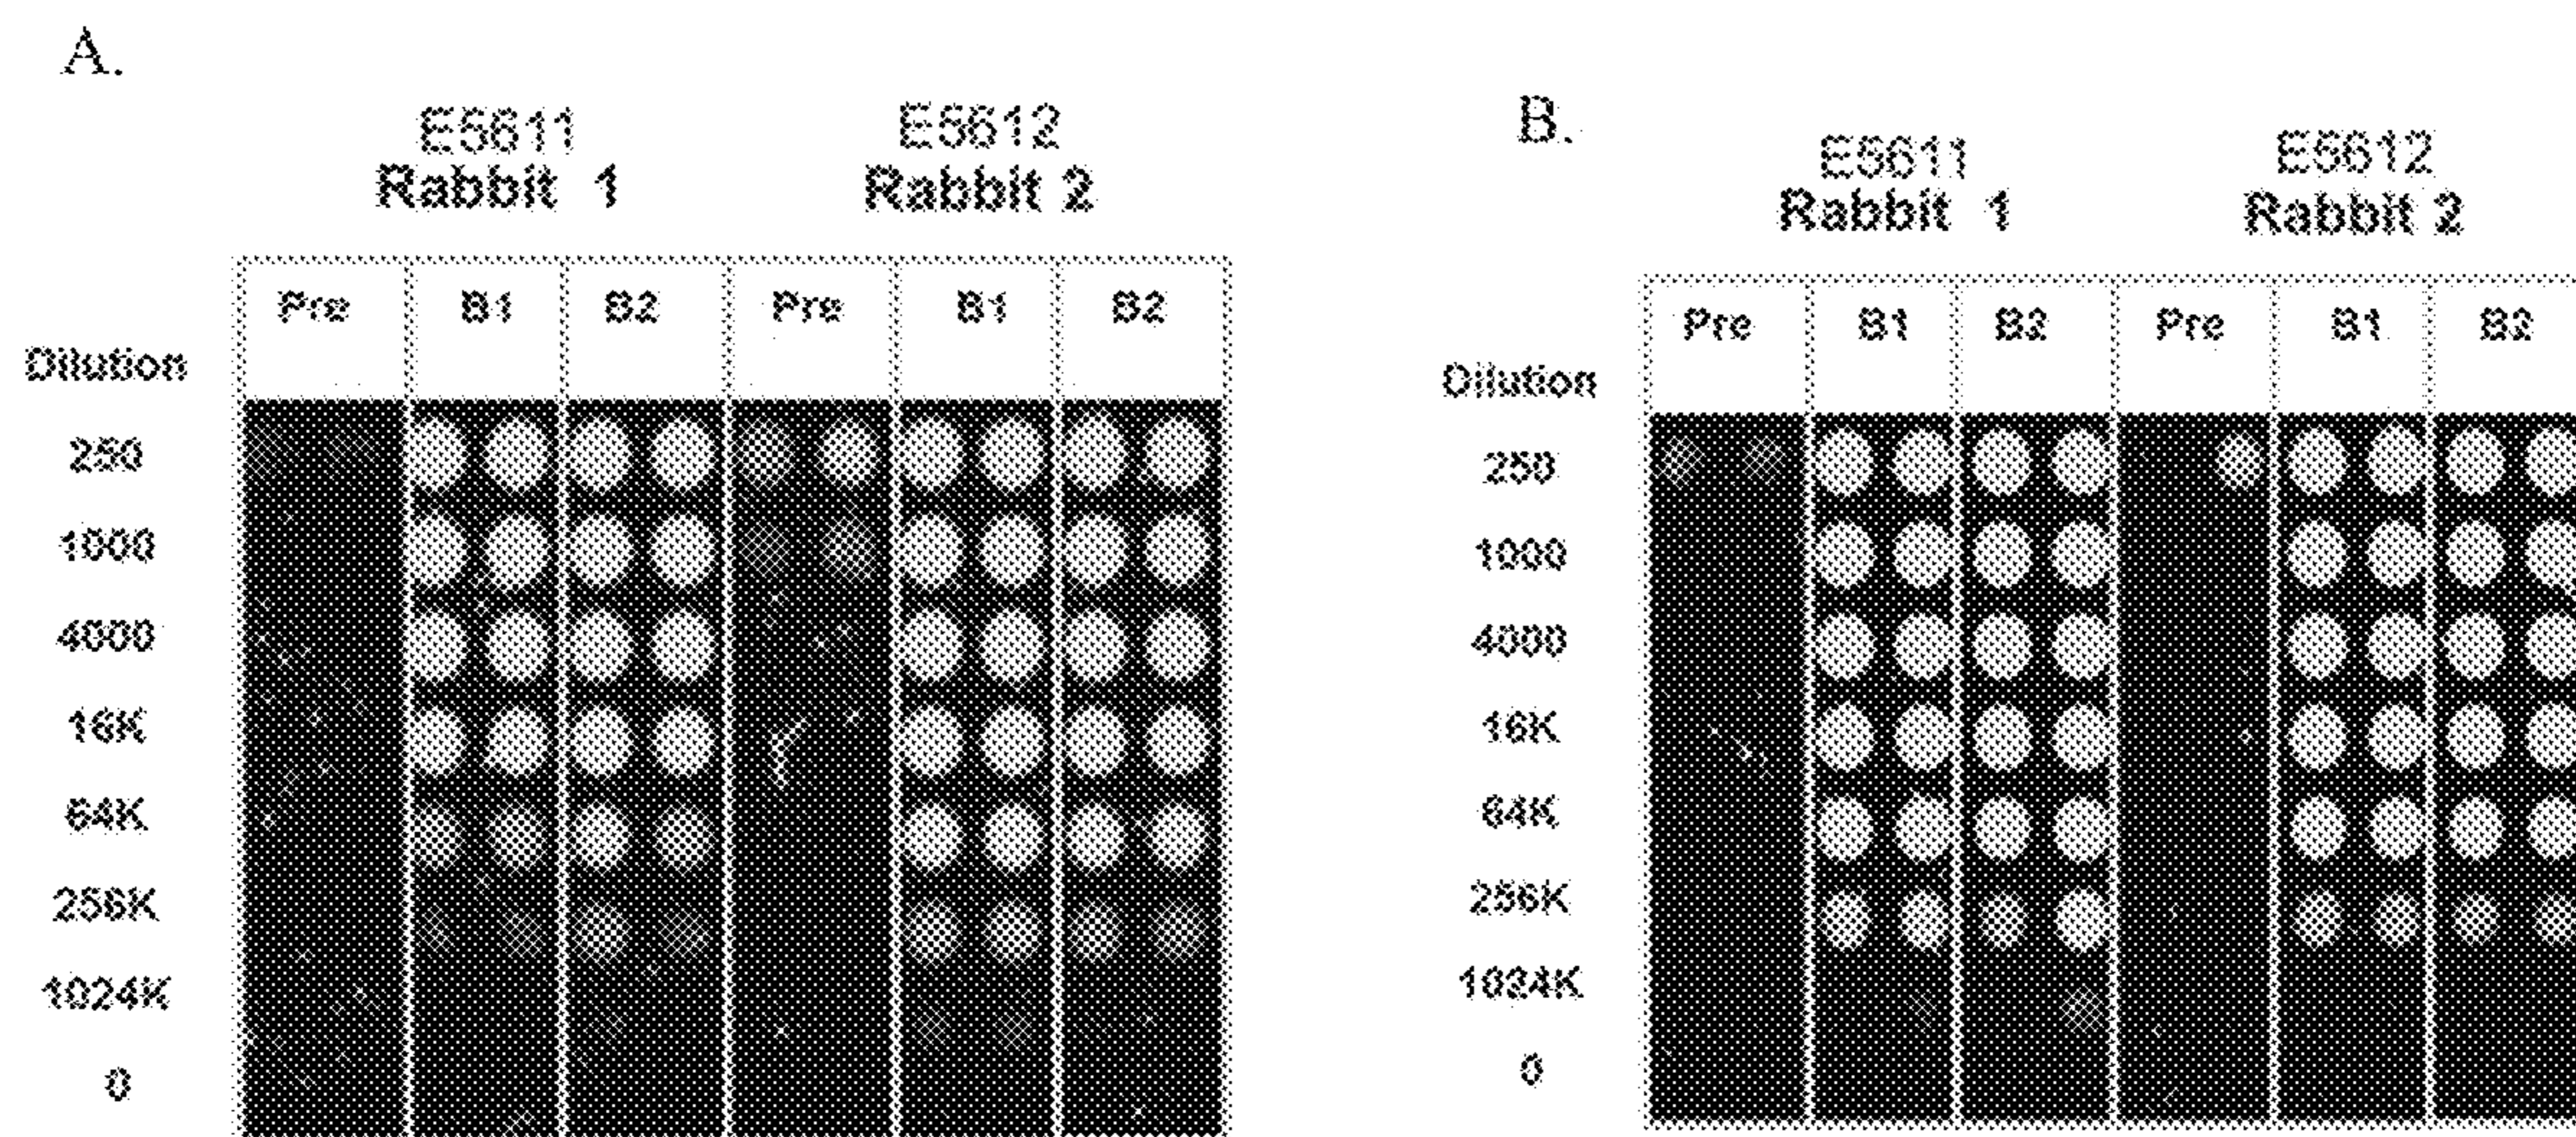 A.
E5611
Rabbit 1
E5612
Rabbit 2
Pre B1 B2 Pre B1 B2
Dilution
250
1000
4000
16K
64K
256K
1024K
0
B.
E5611
Rabbit 1
E5612
Rabbit 2
Pre B1 B2 Pre B1 B2
Dilution
250
1000
4000
16K
64K
256K
1024K
0